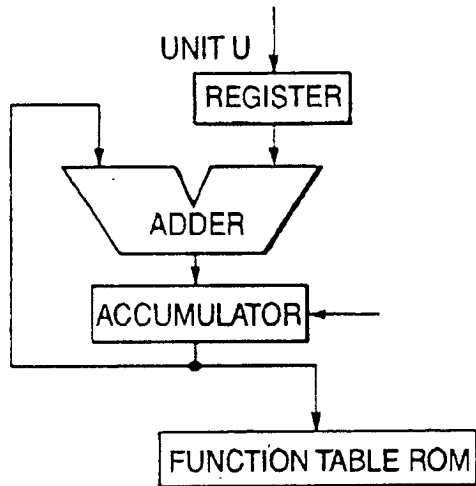 UNIT U
REGISTER
ADDER
ACCUMULATOR
FUNCTION TABLE ROM